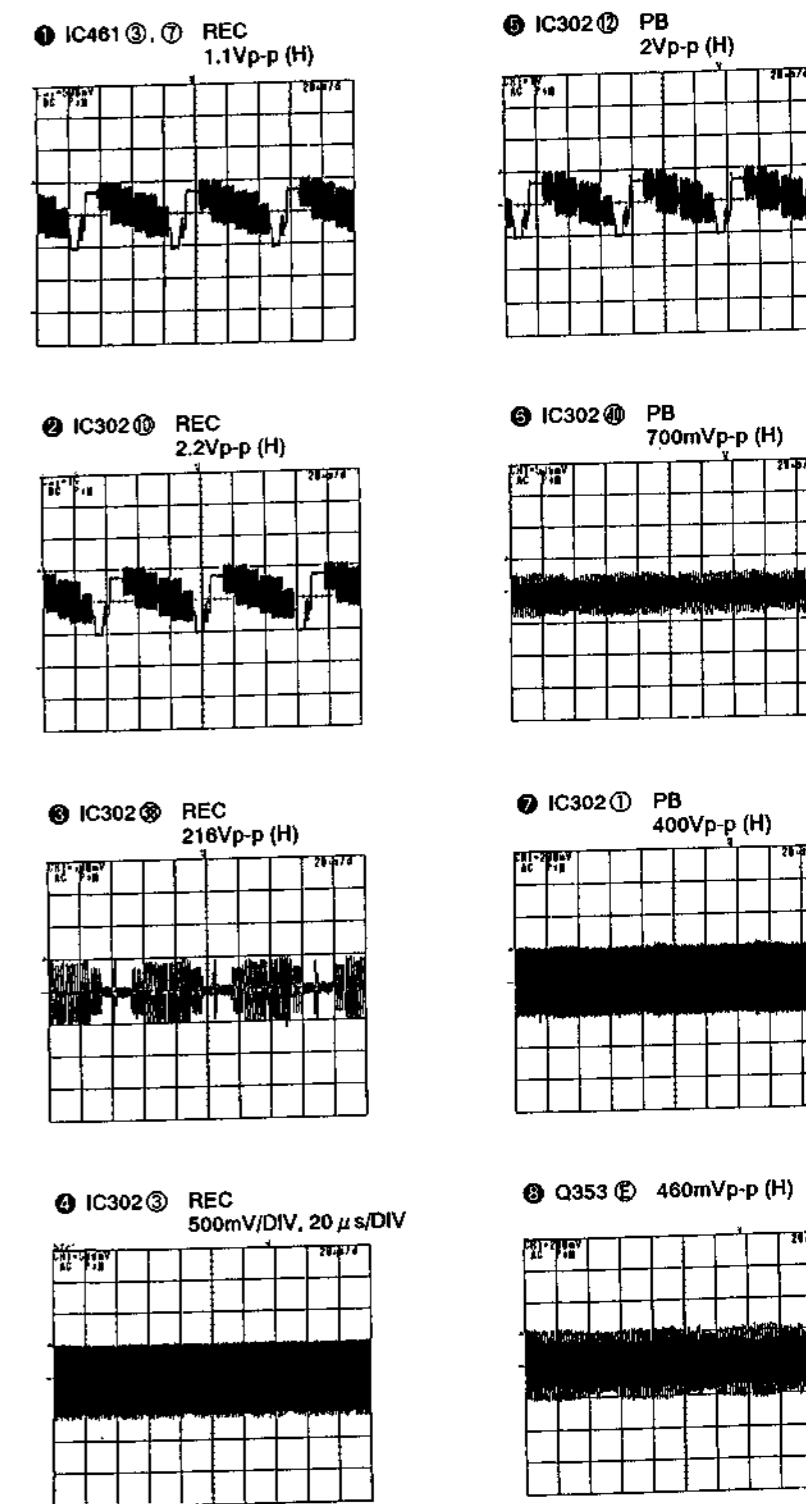 ❶ IC461 ③, ⑦ REC
1.1Vp-p (H)
❷ IC302 ⑩ REC
2.2Vp-p (H)
❸ IC302 ㊳ REC
216Vp-p (H)
❹ IC302 ③ REC
500mV/DIV, 20 μ s/DIV
❺ IC302 ⑫ PB
2Vp-p (H)
❻ IC302 ㊵ PB
700mVp-p (H)
❼ IC302 ① PB
400Vp-p (H)
❽ Q353 Ⓔ 460mVp-p (H)